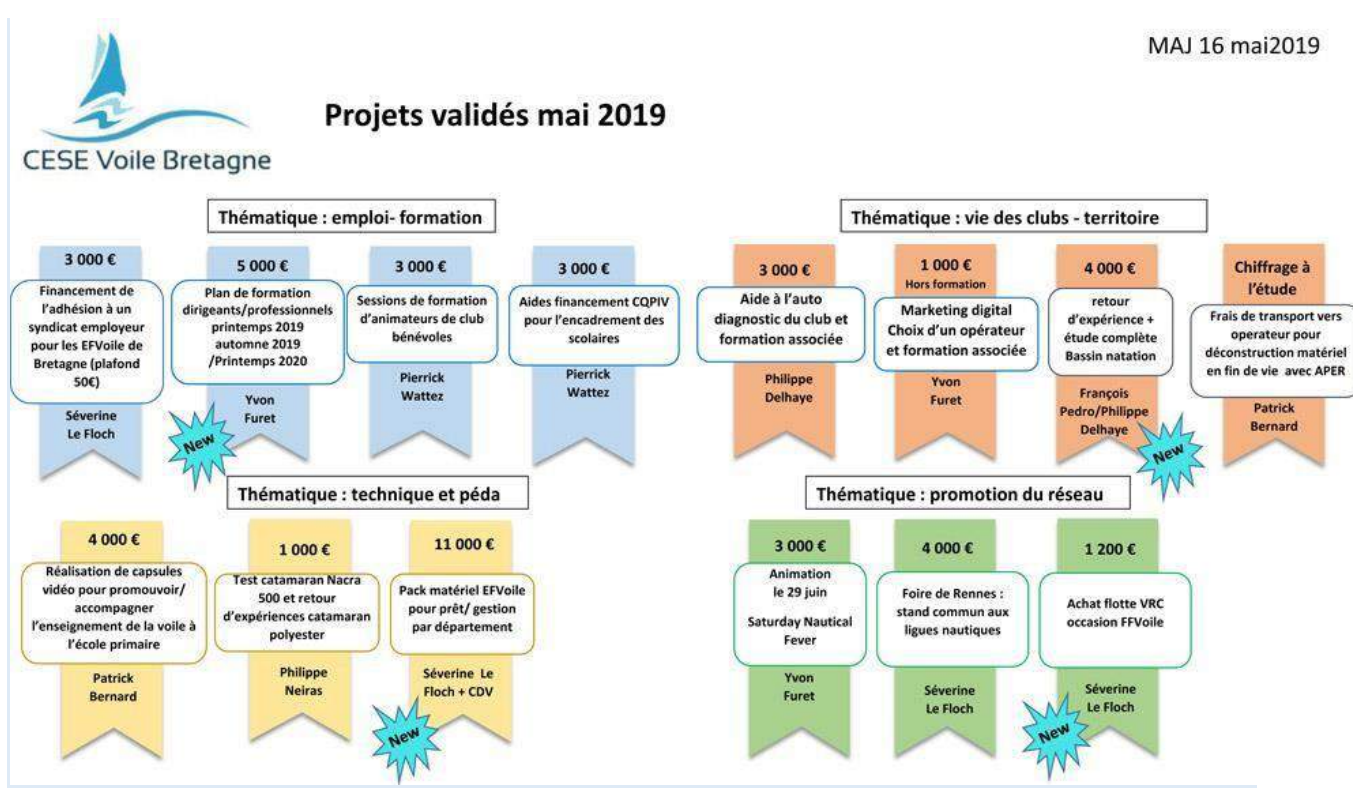 MAJ 16 mai2019
CESE Voile Bretagne
Projets validés mai 2019
Thématique : emploi- formation
3 000 €
Financement de
l’adhésion à un
syndicat employeur
pour les EFVoile de
Bretagne (plafond
50€)
Séverine
Le Floch
5 000 €
Plan de formation
dirigeants/professionnels
printemps 2019
automne 2019
/Printemps 2020
Yvon
Furet
New
3 000 €
Sessions de formation
d’animateurs de club
bénévoles
Pierrick
Wattez
3 000 €
Aides financement CQPIV
pour l’encadrement des
scolaires
Pierrick
Wattez
Thématique : vie des clubs - territoire
3 000 €
Aide à l’auto
diagnostic du club et
formation associée
Philippe
Delhaye
1 000 €
Hors formation
Marketing digital
Choix d’un opérateur
et formation associée
Yvon
Furet
4 000 €
retour
d’expérience +
étude complète
Bassin natation
François
Pedro/Philippe
Delhaye
New
Chiffrage à
l’étude
Frais de transport vers
operateur pour
déconstruction matériel
en fin de vie avec APER
Patrick
Bernard
Thématique : technique et péda
4 000 €
Réalisation de capsules
vidéo pour promouvoir/
accompagner
l’enseignement de la voile à
l’école primaire
Patrick
Bernard
1 000 €
Test catamaran Nacra
500 et retour
d’expériences catamaran
polyester
Philippe
Neiras
11 000 €
Pack matériel EFVoile
pour prêt/ gestion
par département
Séverine Le
Floch + CDV
New
Thématique : promotion du réseau
3 000 €
Animation
le 29 juin
Saturday Nautical
Fever
Yvon
Furet
4 000 €
Foire de Rennes :
stand commun aux
ligues nautiques
Séverine
Le Floch
1 200 €
Achat flotte VRC
occasion FFVoile
Séverine
Le Floch
New